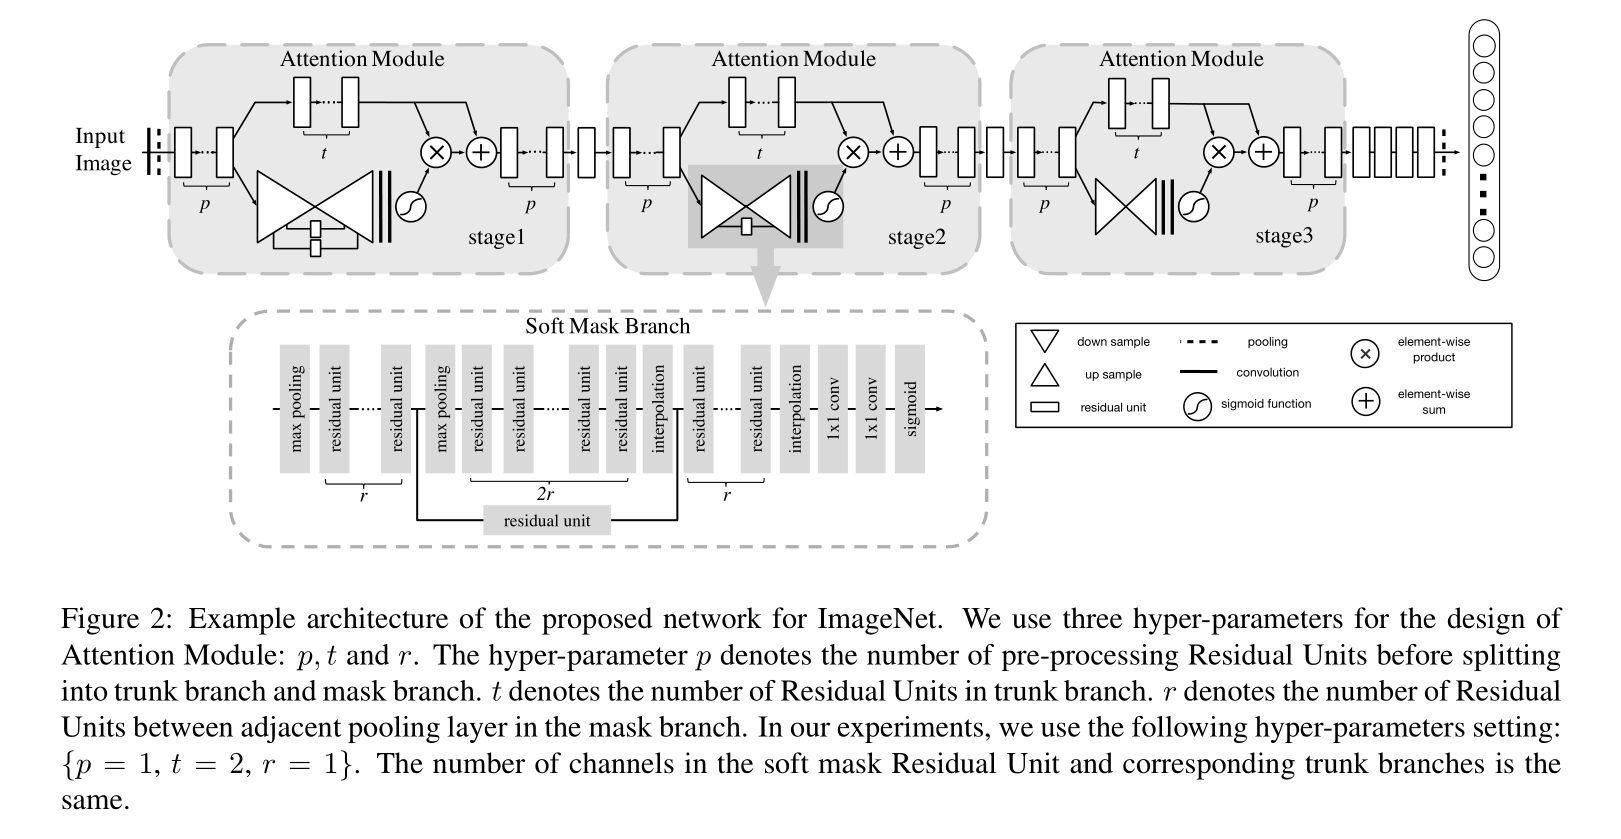 Attention Module
Attention Module
Attention Module
Input
Image
t
t
t
p
p
p
p
p
p
stage1
stage2
stage3
Soft Mask Branch
max pooling
residual unit
residual unit
max pooling
residual unit
residual unit
residual unit
residual unit
interpolation
residual unit
residual unit
interpolation
1x1 conv
1x1 conv
sigmoid
r
2r
r
residual unit
down sample
up sample
residual unit
pooling
convolution
sigmoid function
element-wise
product
element-wise
sum
Figure 2: Example architecture of the proposed network for ImageNet. We use three hyper-parameters for the design of
Attention Module: p, t and r. The hyper-parameter p denotes the number of pre-processing Residual Units before splitting
into trunk branch and mask branch. t denotes the number of Residual Units in trunk branch. r denotes the number of Residual
Units between adjacent pooling layer in the mask branch. In our experiments, we use the following hyper-parameters setting:
{p = 1, t = 2, r = 1}. The number of channels in the soft mask Residual Unit and corresponding trunk branches is the
same.